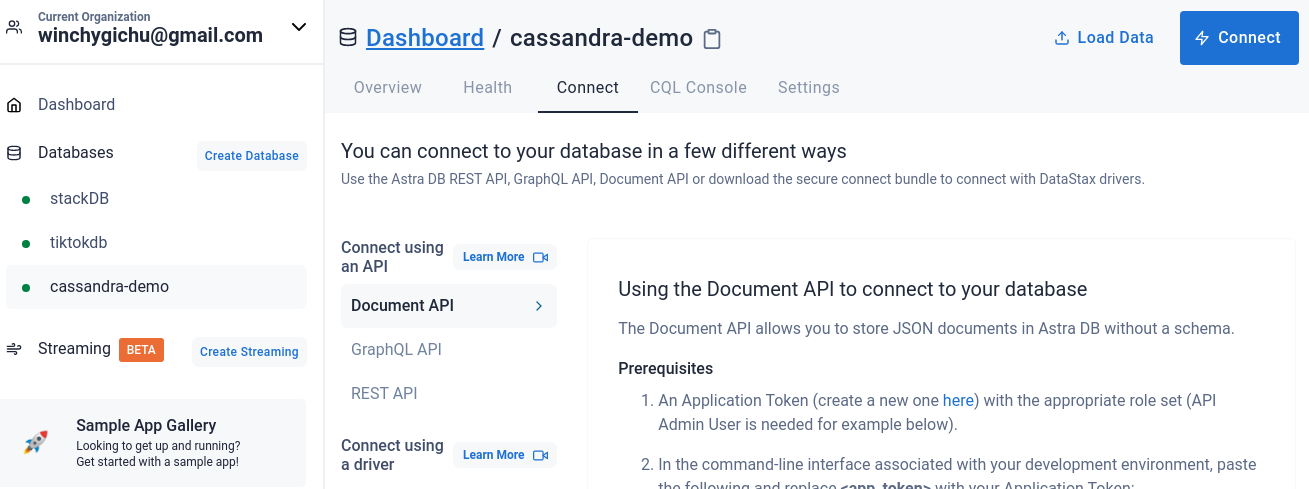 Current Organization
winchygichu@gmail.com
Dashboard
Databases
Create Database
stackDB
tiktokdb
cassandra-demo
Streaming BETA
Create Streaming
Sample App Gallery
Looking to get up and running?
Get started with a sample app!
Dashboard / cassandra-demo
Load Data
Connect
Overview Health Connect CQL Console Settings
You can connect to your database in a few different ways
Use the Astra DB REST API, GraphQL API, Document API or download the secure connect bundle to connect with DataStax drivers.
Connect using
an API
Learn More
Document API
GraphQL API
REST API
Connect using
a driver
Learn More
Using the Document API to connect to your database
The Document API allows you to store JSON documents in Astra DB without a schema.
Prerequisites
1. An Application Token (create a new one here) with the appropriate role set (API
Admin User is needed for example below).
2. In the command-line interface associated with your development environment, paste
the following and replace <app_token> with your Application Token: